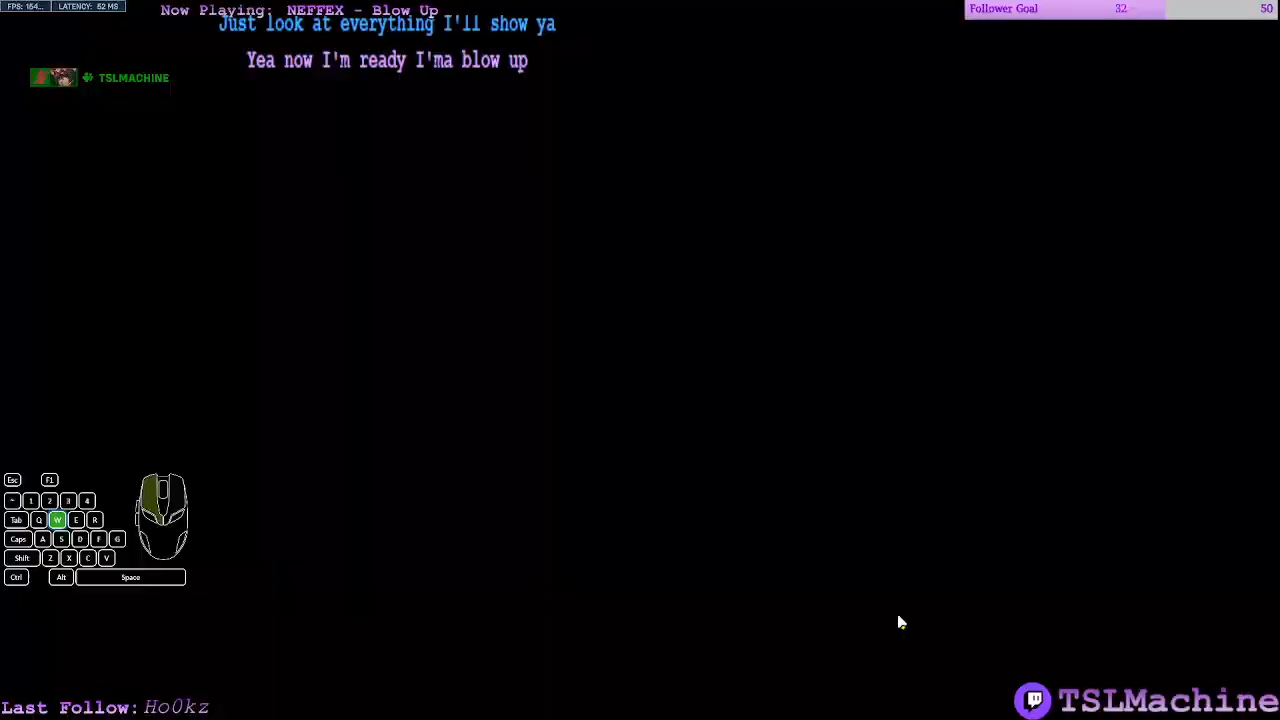 FPS: 154... LATENCY: 52 MS
Now Playing: NEFFEX - Blow Up
Follower Goal 32 50
Just look at everything I'll show ya
Yea now I'm ready I'ma blow up
TSLMACHINE
Esc F1
~ 1 2 3 4
Tab Q W E R
Caps A S D F G
Shift Z X C V
Ctrl Alt Space
Last Follow: Ho0kz
TSLMachine